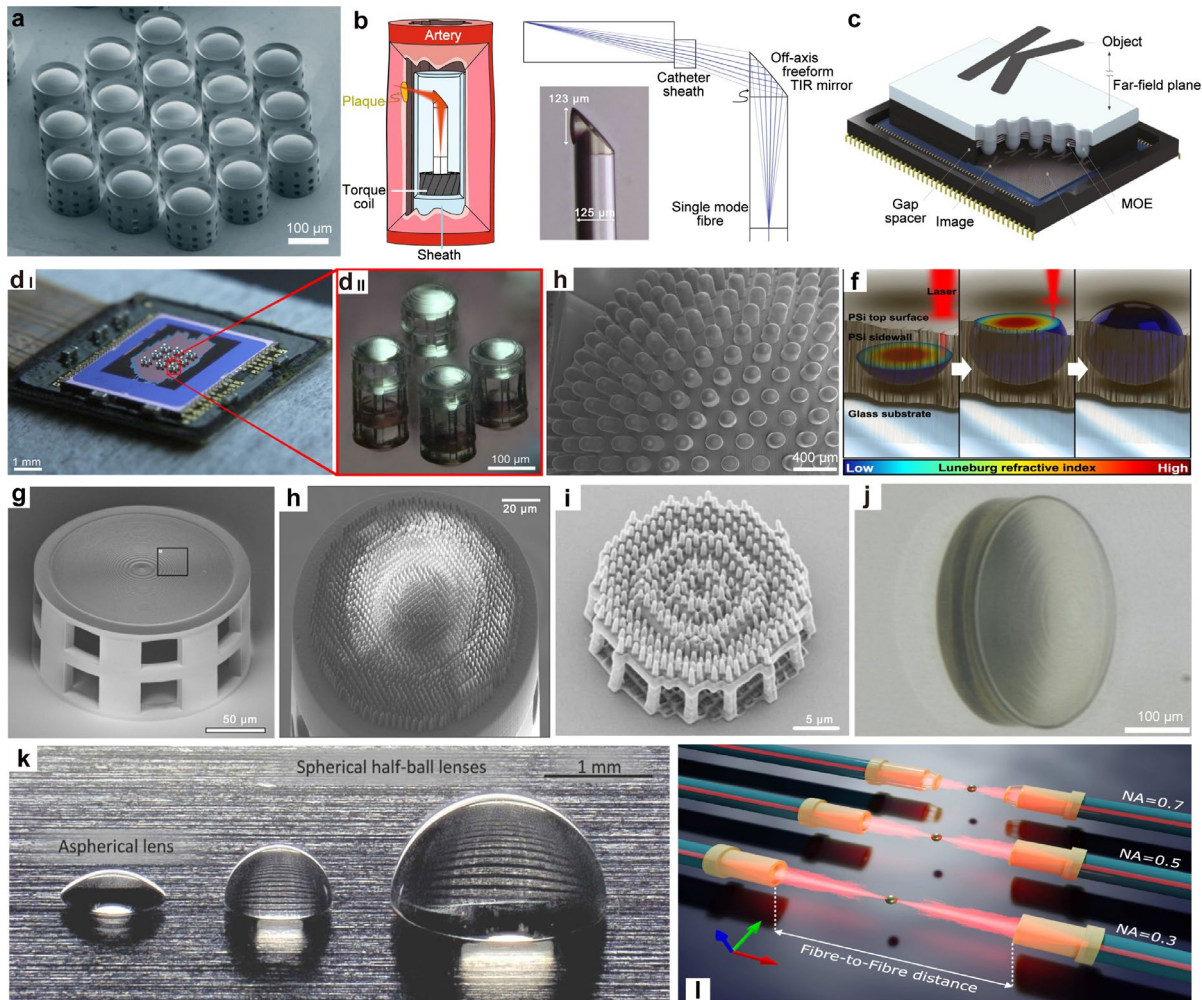 a
100 μm
b
Artery
Plaque
Torque
coil
Sheath
123 μm
125 μm
Catheter
sheath
Off-axis
freeform
TIR mirror
Single mode
fibre
c
Object
Far-field plane
Gap
spacer
Image
MOE
d I
1 mm
d II
100 μm
h
400 μm
f
Laser
PSi top surface
PSi sidewall
Glass substrate
Low
Luneburg refractive index
High
g
50 μm
h
20 μm
i
5 μm
j
100 μm
k
Spherical half-ball lenses
1 mm
Aspherical lens
NA=0.7
NA=0.5
NA=0.3
Fibre-to-Fibre distance
l